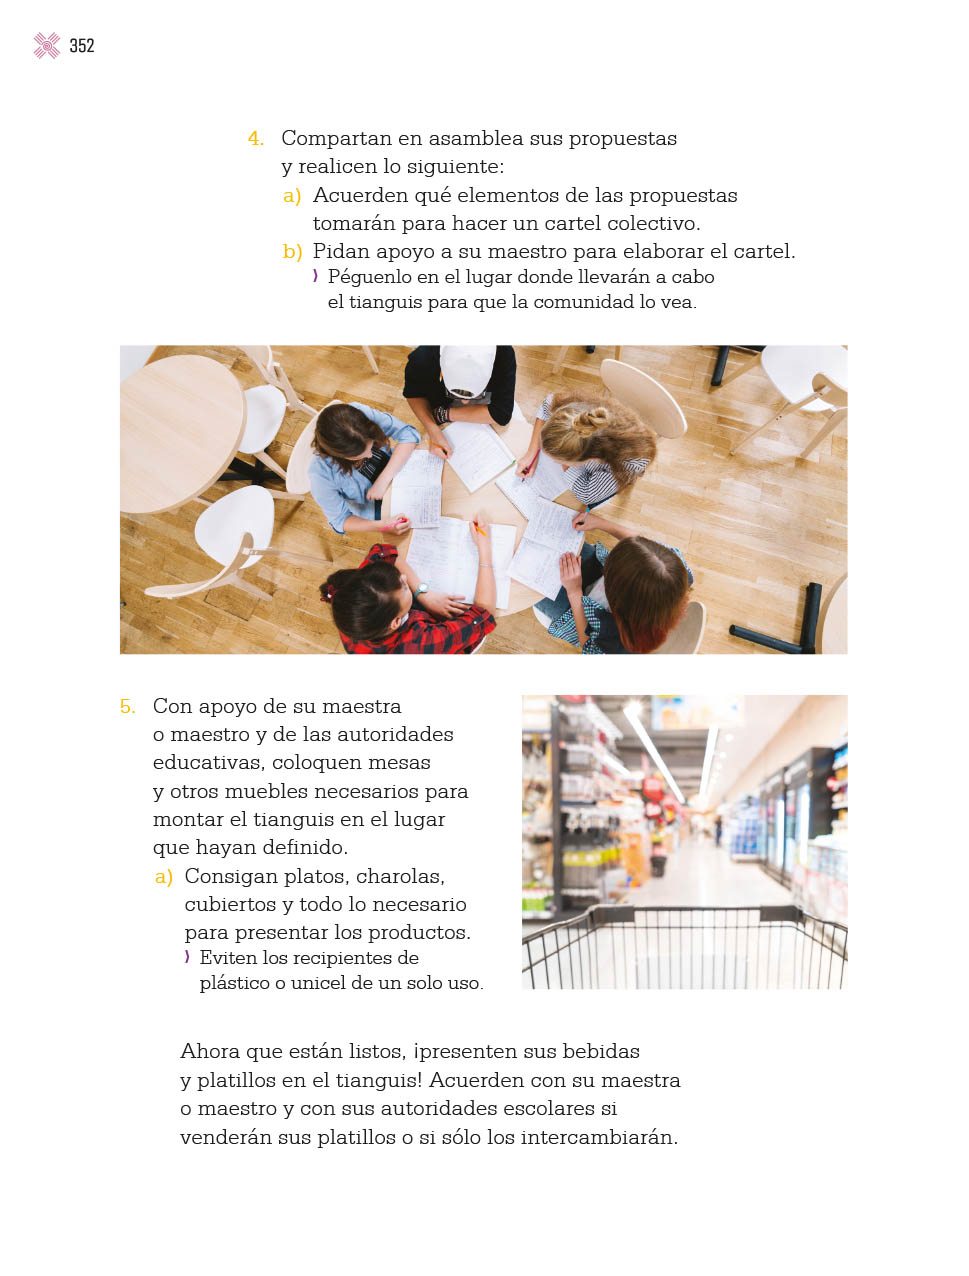 352
4. Compartan en asamblea sus propuestas
y realicen lo siguiente:
a) Acuerden qué elementos de las propuestas
tomarán para hacer un cartel colectivo.
b) Pidan apoyo a su maestro para elaborar el cartel.
⟩ Péguenlo en el lugar donde llevarán a cabo
el tianguis para que la comunidad lo vea.
5. Con apoyo de su maestra
o maestro y de las autoridades
educativas, coloquen mesas
y otros muebles necesarios para
montar el tianguis en el lugar
que hayan definido.
a) Consigan platos, charolas,
cubiertos y todo lo necesario
para presentar los productos.
⟩ Eviten los recipientes de
plástico o unicel de un solo uso.
Ahora que están listos, ¡presenten sus bebidas
y platillos en el tianguis! Acuerden con su maestra
o maestro y con sus autoridades escolares si
venderán sus platillos o si sólo los intercambiarán.